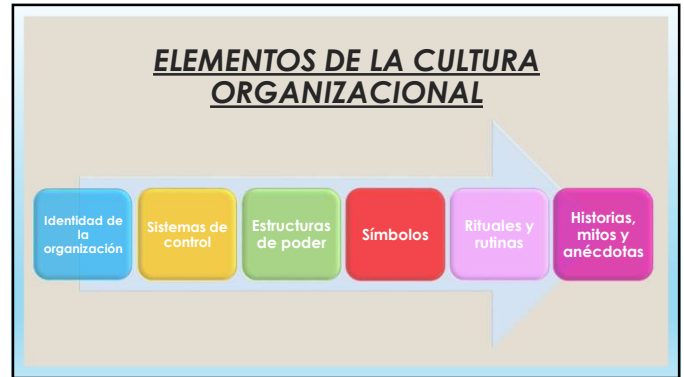 ELEMENTOS DE LA CULTURA
ORGANIZACIONAL
Identidad de
la
organización
Sistemas de
control
Estructuras
de poder
Símbolos
Rituales y
rutinas
Historias,
mitos y
anécdotas